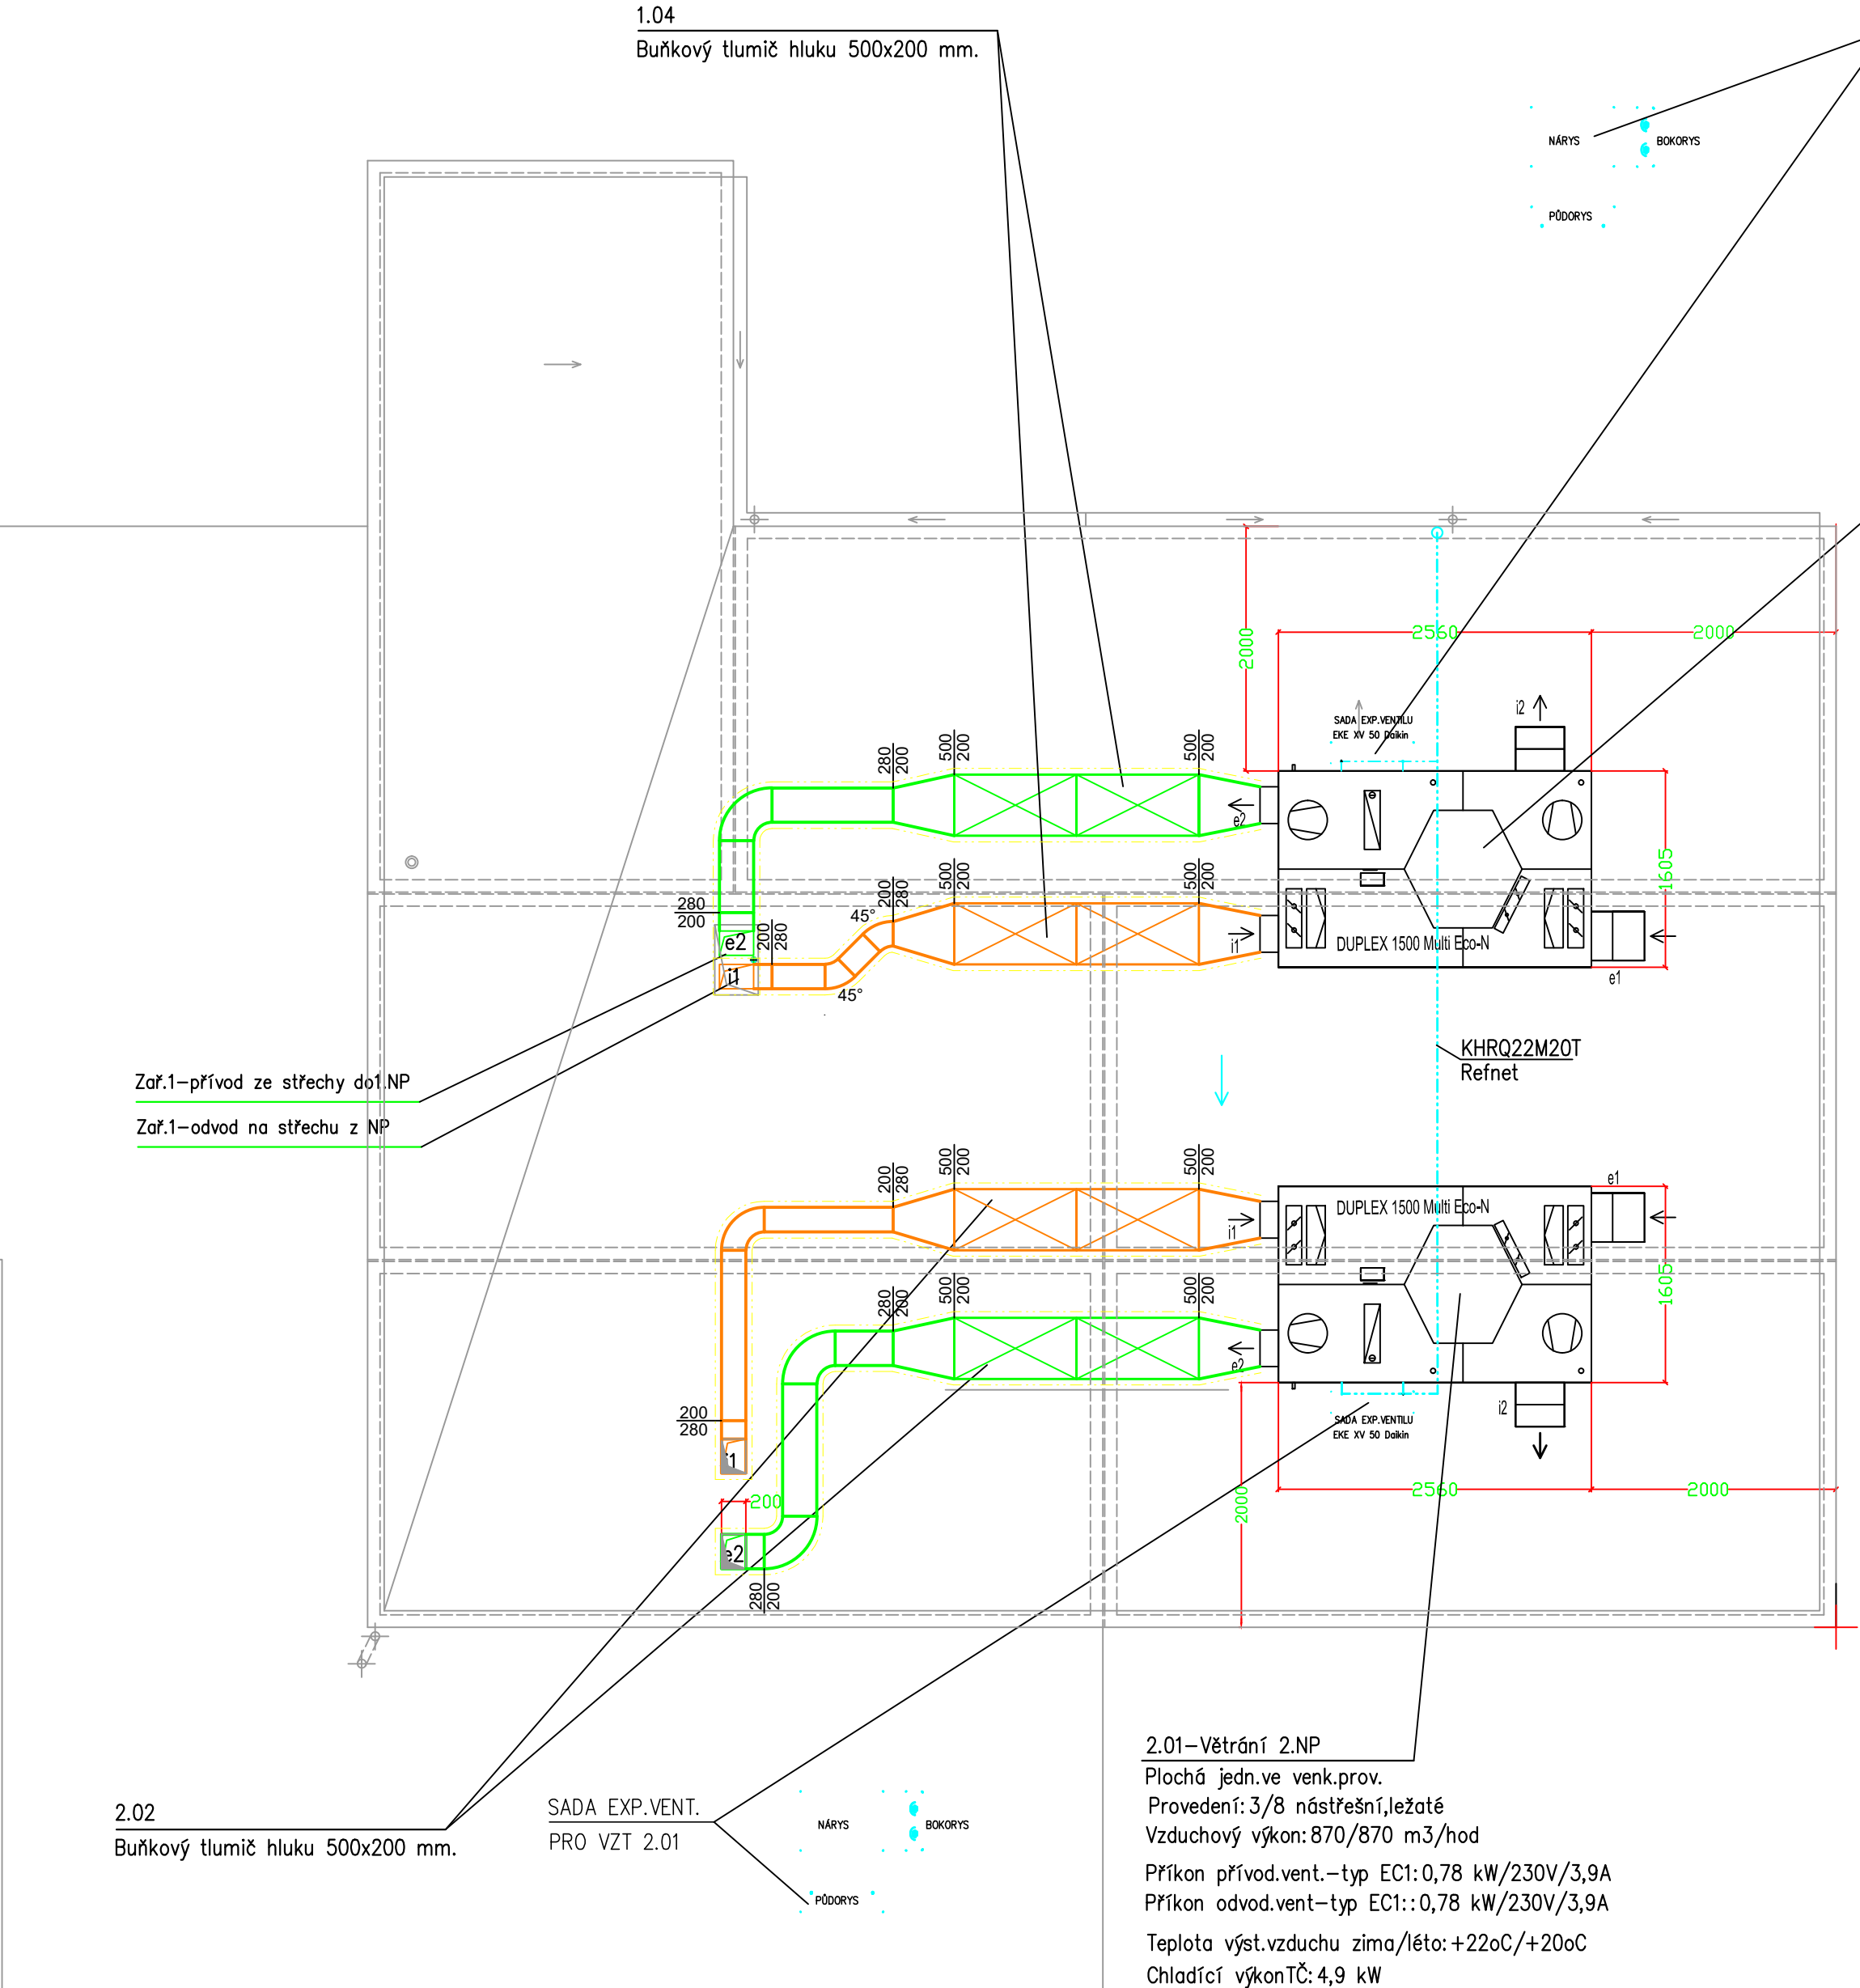 1.04
Buňkový tlumič hluku 500x200 mm.
NÁRYS
BOKORYS
PŮDORYS
2560
2000
2000
SADA EXP.VENTILU
EKE XV 50 Daikin
i2
280
200
500
200
500
200
e2
1605
200
280
500
200
500
200
45°
280
200
e2
200
280
i1
45°
i1
DUPLEX 1500 Multi Eco-N
e1
KHRQ22M20T
Refnet
Zař.1-přívod ze střechy do1.NP
Zař.1-odvod na střechu z NP
200
280
500
200
500
200
i1
DUPLEX 1500 Multi Eco-N
e1
280
200
500
200
500
200
e2
1605
200
280
i1
SADA EXP.VENTILU
EKE XV 50 Daikin
i2
200
2000
2560
2000
e2
280
200
2.01-Větrání 2.NP
Plochá jedn.ve venk.prov.
Provedení:3/8 nástřešní,ležaté
Vzduchový výkon:870/870 m3/hod
Příkon přívod.vent.-typ EC1:0,78 kW/230V/3,9A
Příkon odvod.vent-typ EC1::0,78 kW/230V/3,9A
Teplota výst.vzduchu zima/léto:+22oC/+20oC
Chladící výkonTČ:4,9 kW
2.02
Buňkový tlumič hluku 500x200 mm.
SADA EXP.VENT.
PRO VZT 2.01
NÁRYS
BOKORYS
PŮDORYS